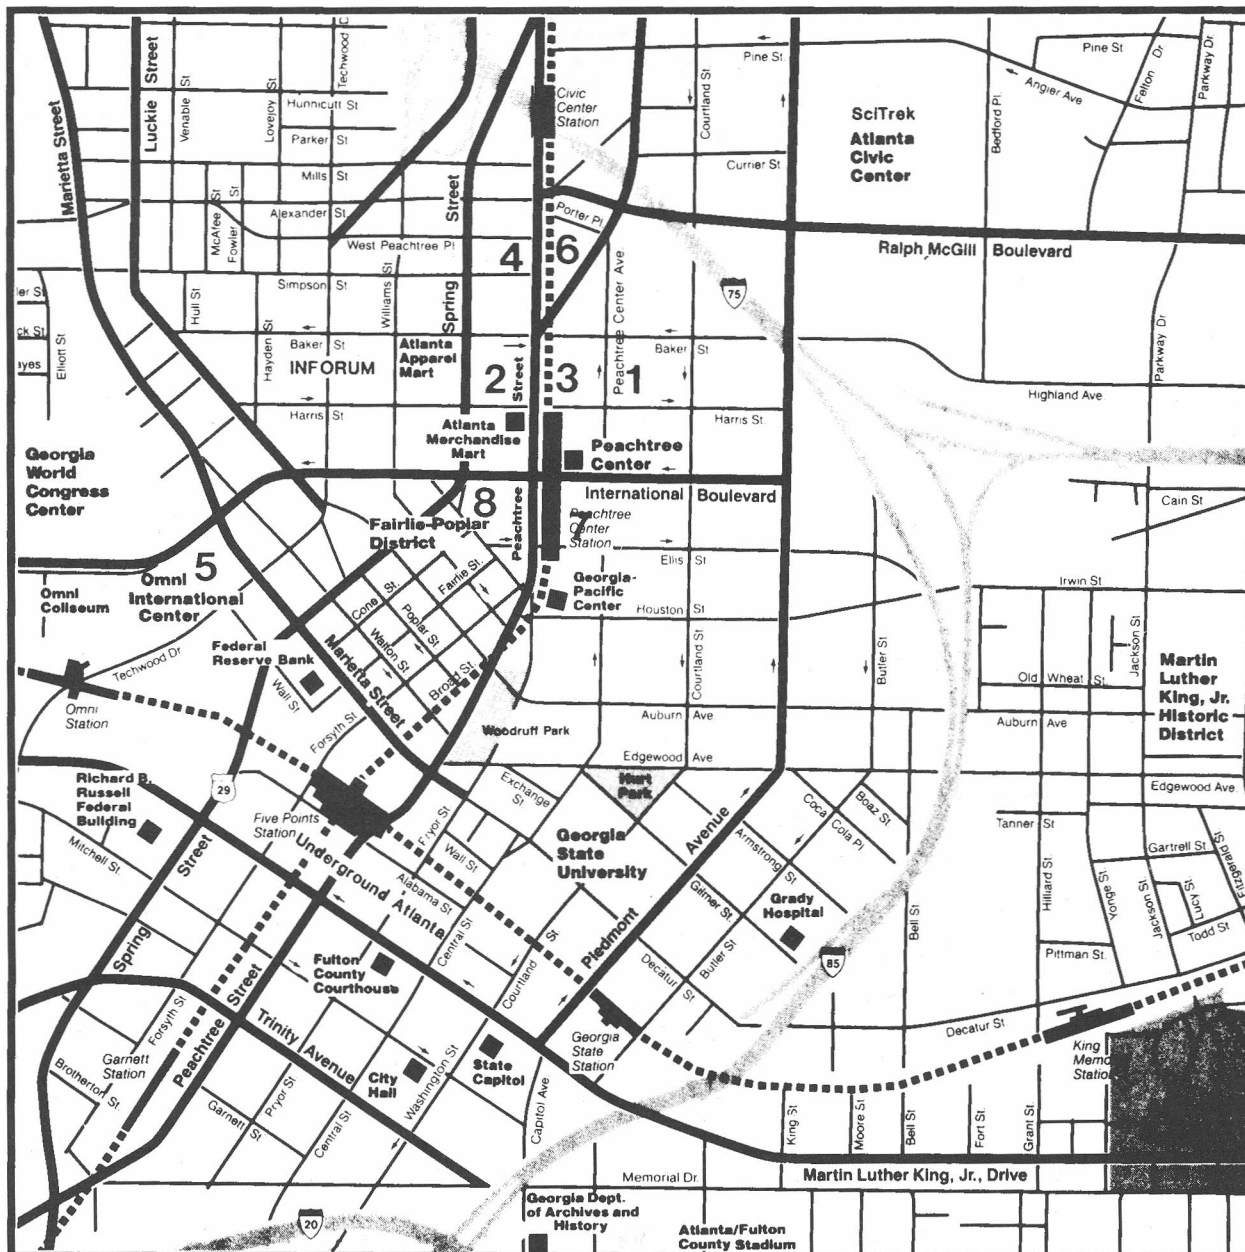 Marietta Street
Luckie Street
Venable St
Lovejoy St
Techwood
Hunnicutt St
Parker St
Mills St
McAfee St
Fowler St
Alexander St.
West Peachtree Pl
Simpson St
Hull St
Hayden St
Williams St
Spring Street
Baker St
INFORUM
Atlanta
Apparel
Mart
Harris St
Elliott St
Civic
Center
Station
Pine St
Courtland St
Currier St
Porter Pl.
Peachtree Center Ave
4
6
2
Street
3
1
75
Baker St
Harris St.
SciTrek
Atlanta
Civic
Center
Bedford Pl.
Pine St
Angier Ave
Felton Dr
Parkway Dr
Ralph McGill Boulevard
Parkway Dr
Highland Ave
Atlanta
Merchandise
Mart
Peachtree
Center
International Boulevard
Peachtree
Center
Station
7
8
Peachtree
Georgia
World
Congress
Center
Fairlie-Poplar
District
5
Omni
International
Center
Omni
Coliseum
Cone St.
Fairlie St.
Poplar St
Walton St
Broad St.
Marietta Street
Ellis St
Georgia-
Pacific
Center
Houston St
Cain St
Irwin St
Techwood Dr
Federal
Reserve Bank
Wall St
Forsyth St
Omni
Station
Courtland St
Butler St
Old Wheat St.
Jackson St
Martin
Luther
King, Jr.
Historic
District
Woodruff Park
Auburn Ave
Auburn Ave
Edgewood Ave
Edgewood Ave.
Hurt
Park
Exchange St
29
Richard B.
Russell
Federal
Building
Mitchell St.
Five Points
Station
Underground Atlanta
Pryor St
Wall St
Alabama St
Central St
Courtland St
Georgia
State
University
Piedmont Avenue
Armstrong St
Gilmer St
Coca Cola Pl
Boaz St
Butler St
Decatur St
Grady
Hospital
85
Bell St
Tanner St
Hilliard St
Yonge St
Jackson St
Gartrell St
Lucy St
Fitzgerald St
Todd St
Pittman St.
Decatur St
Spring Street
Forsyth St
Peachtree Street
Trinity Avenue
Fulton
County
Courthouse
Garnett
Station
Brotherton St.
Garnett St
Pryor St
Central St
City
Hall
Washington St
State
Capitol
Capitol Ave
Georgia
State
Station
King
Station
King St
Moore St
Bell St
Fort St
Grant St
20
Memorial Dr.
Martin Luther King, Jr., Drive
Georgia Dept.
of Archives and
History
Atlanta/Fulton
County Stadium